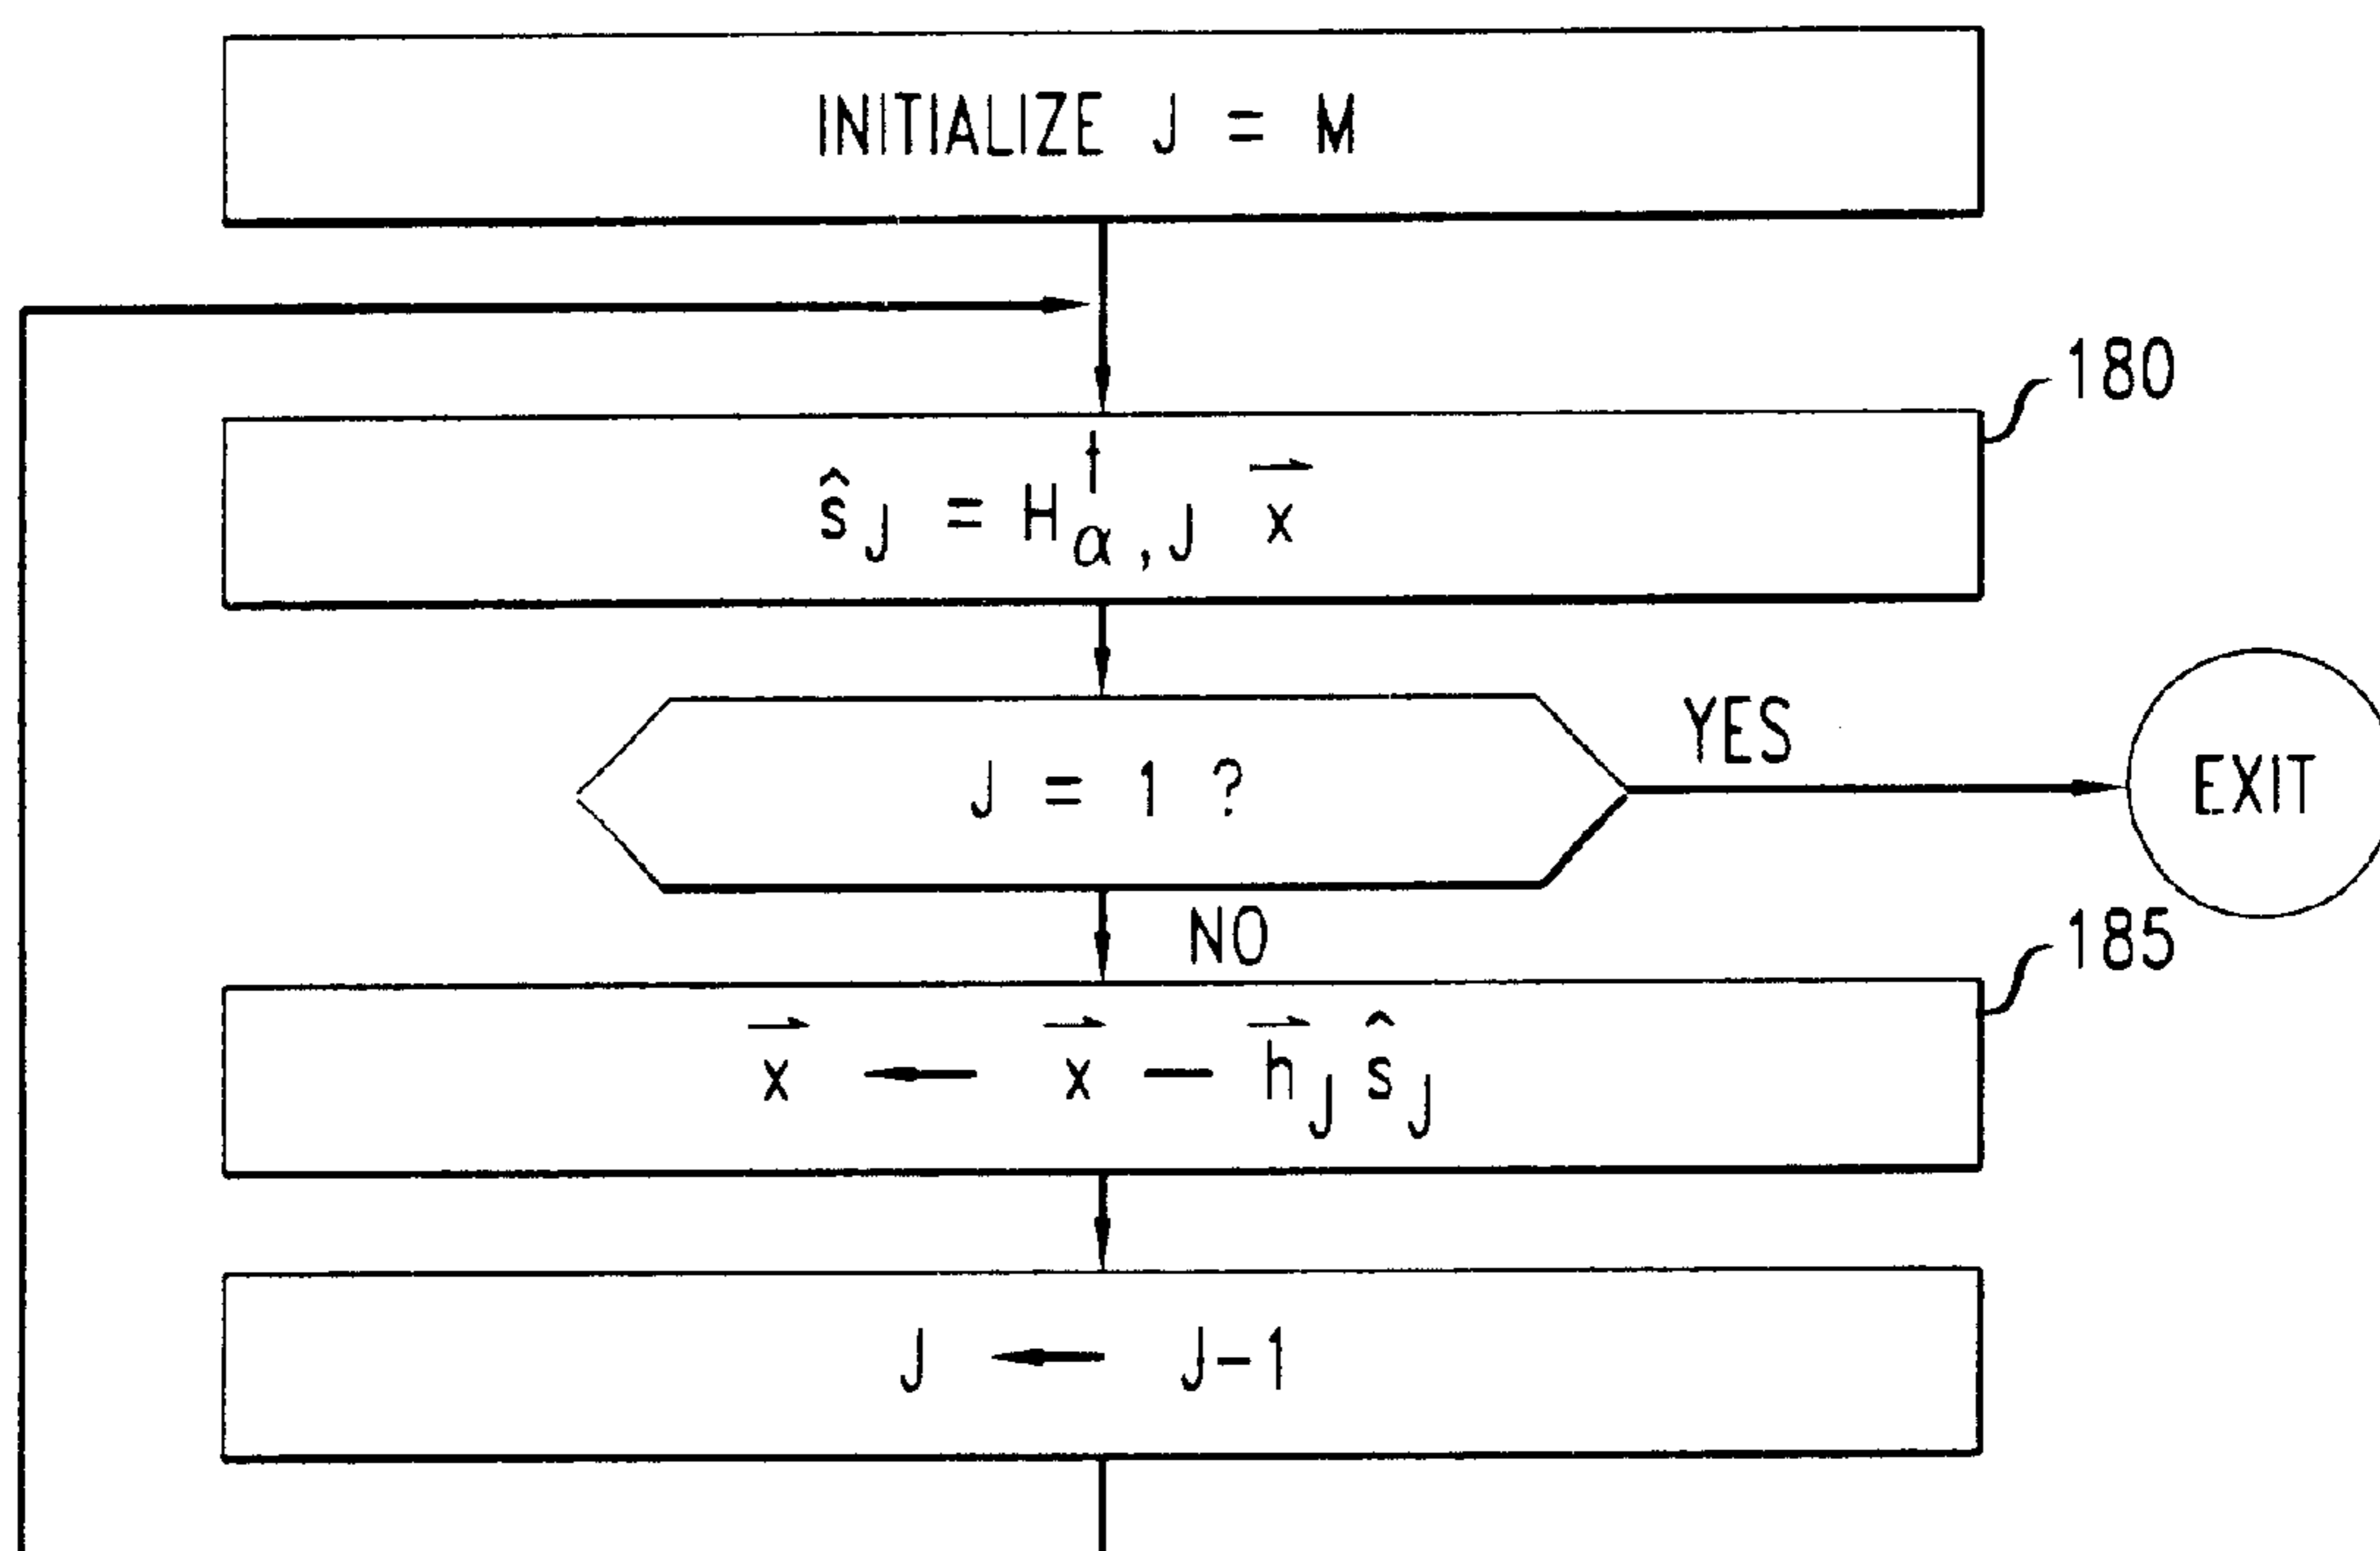 INITIALIZE J = M
180
ŝ_J = H†_α,J x⃗
J = 1 ?
YES
EXIT
NO
185
x⃗ ← x⃗ − h⃗_J ŝ_J
J ← J-1